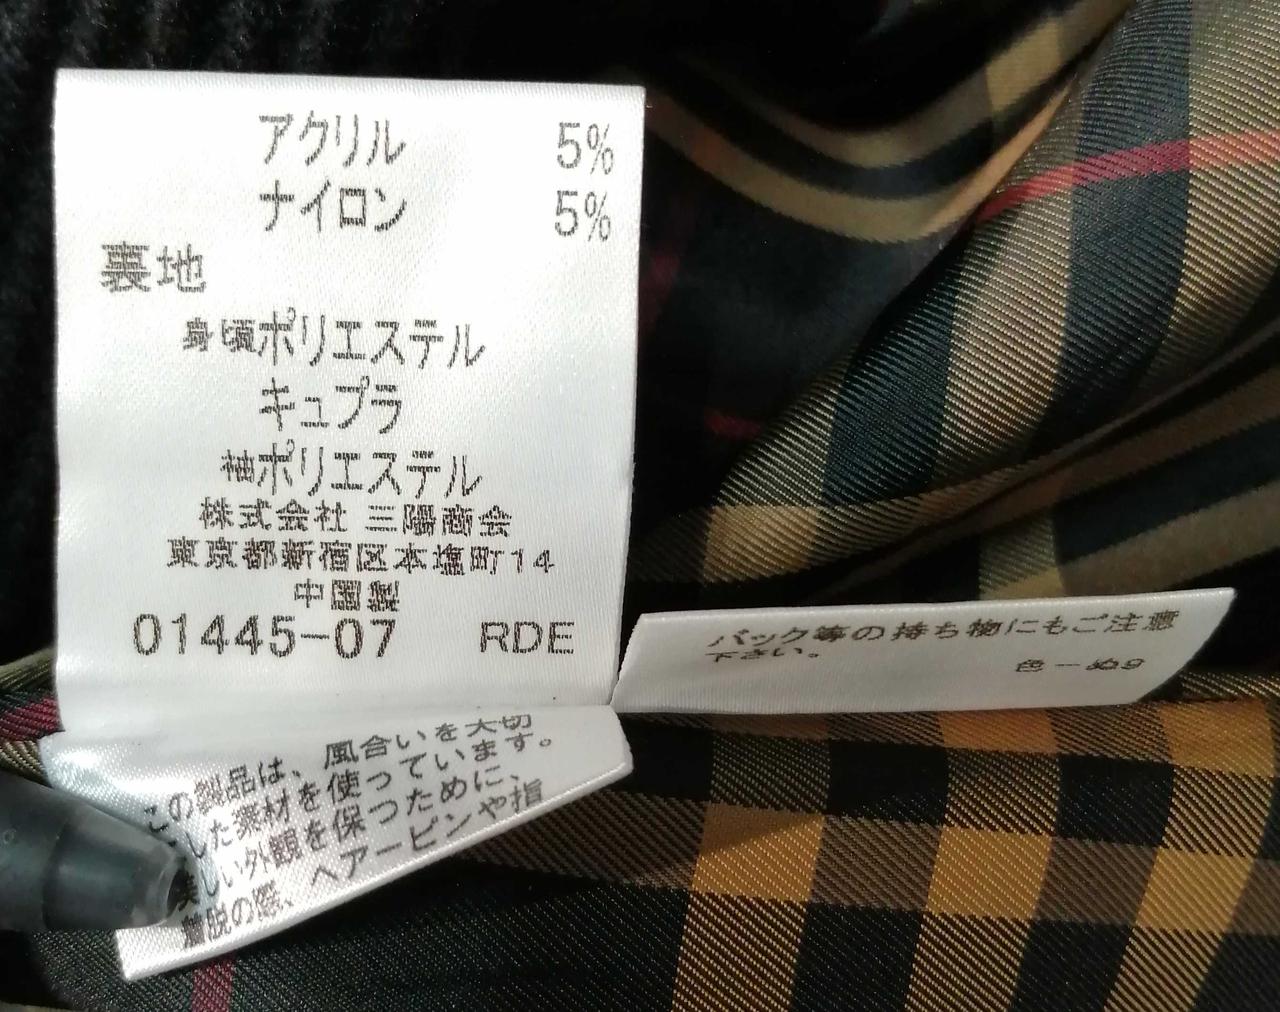 アクリル 5%
ナイロン 5%
裏地
身頃ポリエステル
キュプラ
袖ポリエステル
株式会社 三陽商会
東京都新宿区本塩町14
中国製
01445-07 RDE
この製品は、風合いを大切
にした素材を使っています。
美しい外観を保つために、
着脱の際、ヘアーピンや指
バック等の持ち物にもご注意
下さい。
色ーぬ9